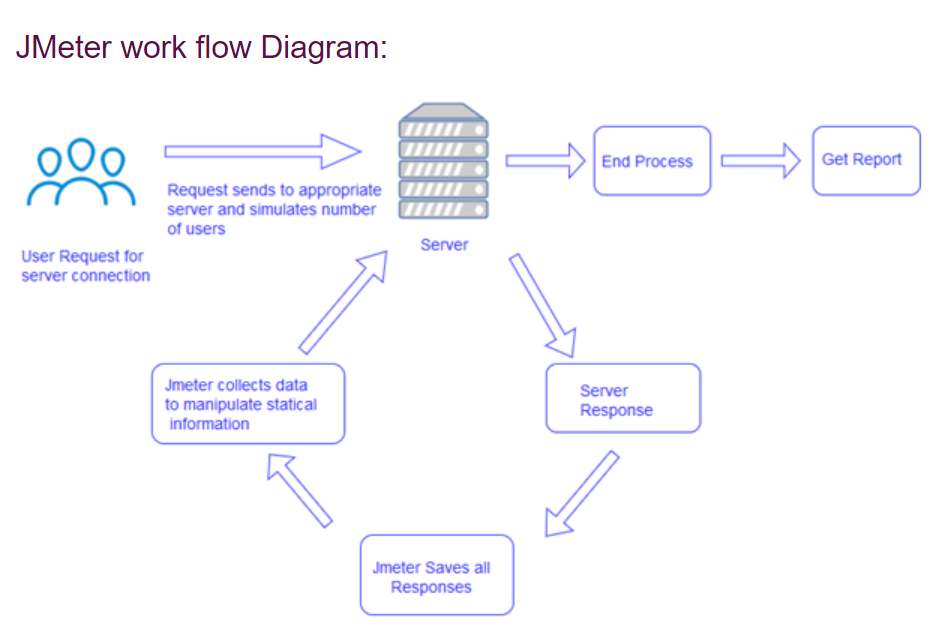 JMeter work flow Diagram:
Request sends to appropriate
server and simulates number
of users
User Request for
server connection
Server
End Process
Get Report
Jmeter collects data
to manipulate statical
information
Server
Response
Jmeter Saves all
Responses